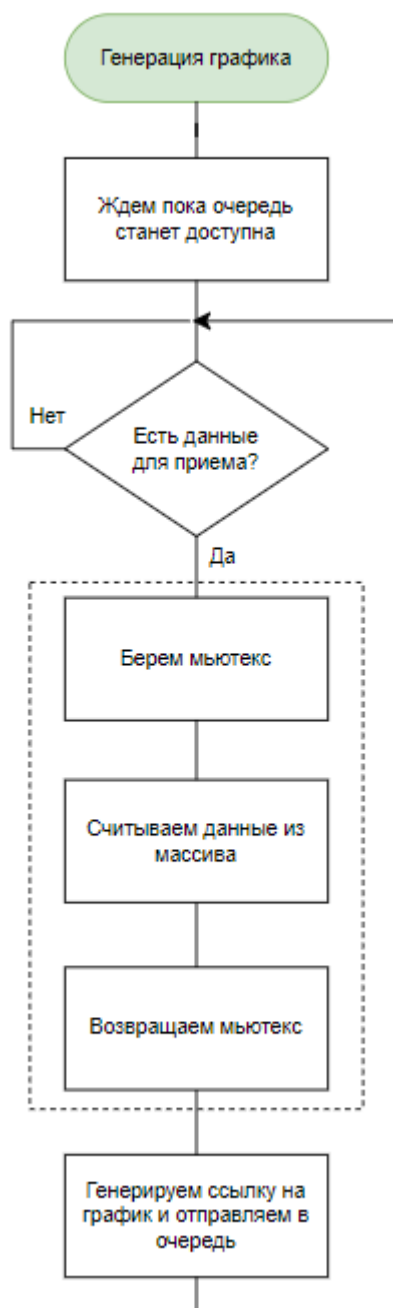 Генерация графика
Ждем пока очередь
станет доступна
Нет
Есть данные
для приема?
Да
Берем мьютекс
Считываем данные из
массива
Возвращаем мьютекс
Генерируем ссылку на
график и отправляем в
очередь